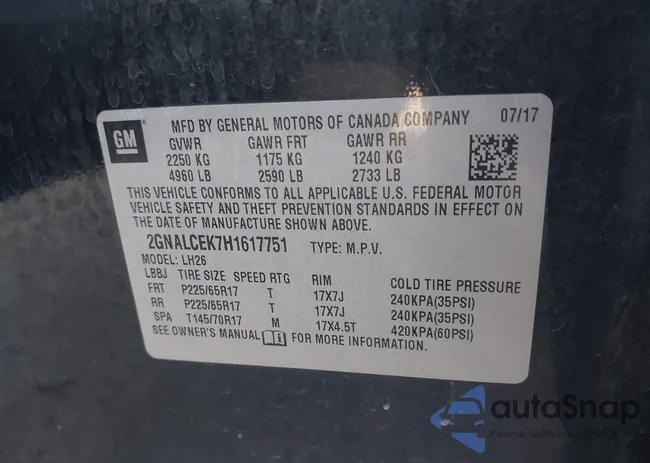 GM
MFD BY GENERAL MOTORS OF CANADA COMPANY 07/17
GVWR GAWR FRT GAWR RR
2250 KG 1175 KG 1240 KG
4960 LB 2590 LB 2733 LB
THIS VEHICLE CONFORMS TO ALL APPLICABLE U.S. FEDERAL MOTOR
VEHICLE SAFETY AND THEFT PREVENTION STANDARDS IN EFFECT ON
THE DATE OF MANUFACTURE SHOWN ABOVE.
2GNALCEK7H1617751 TYPE: M.P.V.
MODEL: LH26
LBBJ TIRE SIZE SPEED RTG RIM COLD TIRE PRESSURE
FRT P225/65R17 T 17X7J 240KPA(35PSI)
RR P225/65R17 T 17X7J 240KPA(35PSI)
SPA T145/70R17 M 17X4.5T 420KPA(60PSI)
SEE OWNER'S MANUAL FOR MORE INFORMATION.
autaSnap
Pewne auto